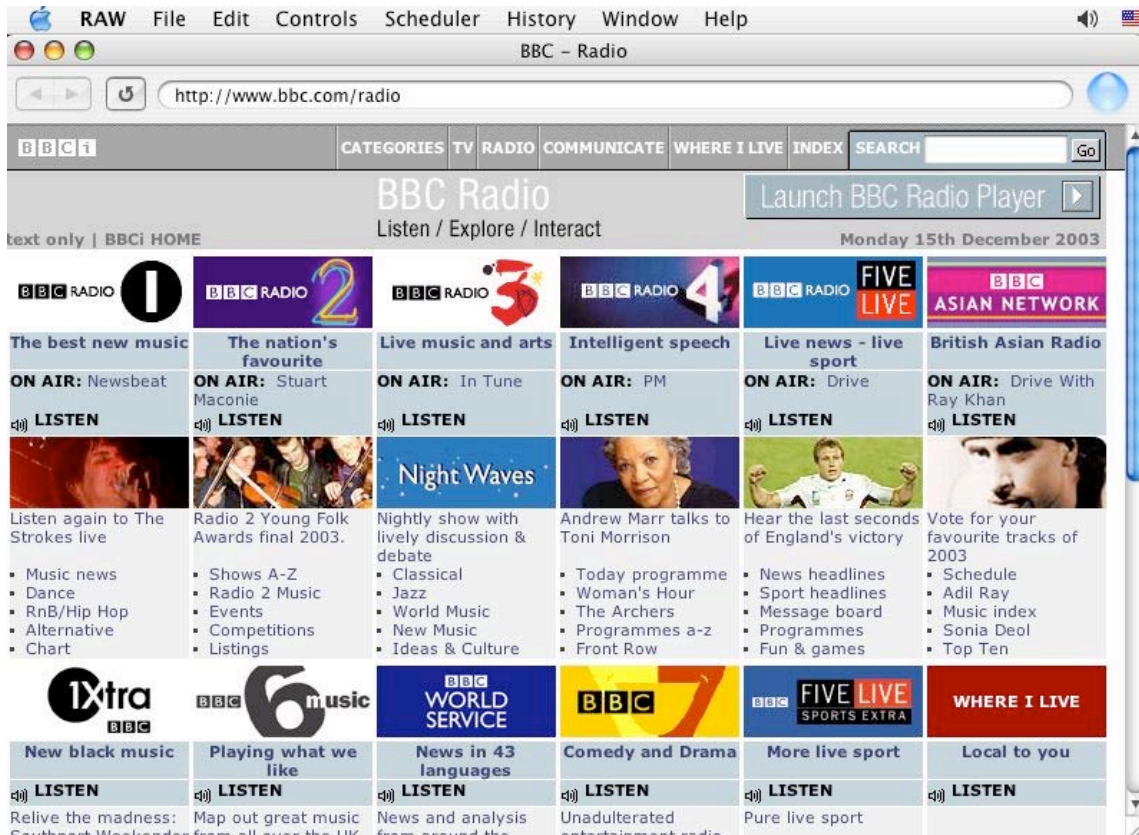 RAW File Edit Controls Scheduler History Window Help
BBC – Radio
http://www.bbc.com/radio
BBCi CATEGORIES TV RADIO COMMUNICATE WHERE I LIVE INDEX SEARCH Go
BBC Radio
Launch BBC Radio Player
Listen / Explore / Interact
text only | BBCi HOME
Monday 15th December 2003
BBC RADIO 1
BBC RADIO 2
BBC RADIO 3
BBC RADIO 4
BBC RADIO FIVE LIVE
BBC ASIAN NETWORK
The best new music
The nation's
favourite
Live music and arts
Intelligent speech
Live news - live
sport
British Asian Radio
ON AIR: Newsbeat
LISTEN
ON AIR: Stuart
Maconie
LISTEN
ON AIR: In Tune
LISTEN
ON AIR: PM
LISTEN
ON AIR: Drive
LISTEN
ON AIR: Drive With
Ray Khan
LISTEN
Night Waves
Listen again to The
Strokes live
Music news
Dance
RnB/Hip Hop
Alternative
Chart
Radio 2 Young Folk
Awards final 2003.
Shows A-Z
Radio 2 Music
Events
Competitions
Listings
Nightly show with
lively discussion &
debate
Classical
Jazz
World Music
New Music
Ideas & Culture
Andrew Marr talks to
Toni Morrison
Today programme
Woman's Hour
The Archers
Programmes a-z
Front Row
Hear the last seconds
of England's victory
News headlines
Sport headlines
Message board
Programmes
Fun & games
Vote for your
favourite tracks of
2003
Schedule
Adil Ray
Music index
Sonia Deol
Top Ten
1Xtra BBC
BBC 6 music
BBC WORLD SERVICE
BBC 7
BBC FIVE LIVE SPORTS EXTRA
WHERE I LIVE
New black music
Playing what we
like
News in 43
languages
Comedy and Drama
More live sport
Local to you
LISTEN
LISTEN
LISTEN
LISTEN
LISTEN
LISTEN
Relive the madness:
Southport Weekender
Map out great music
from all over the UK
News and analysis
from around the
Unadulterated
entertainment radio
Pure live sport